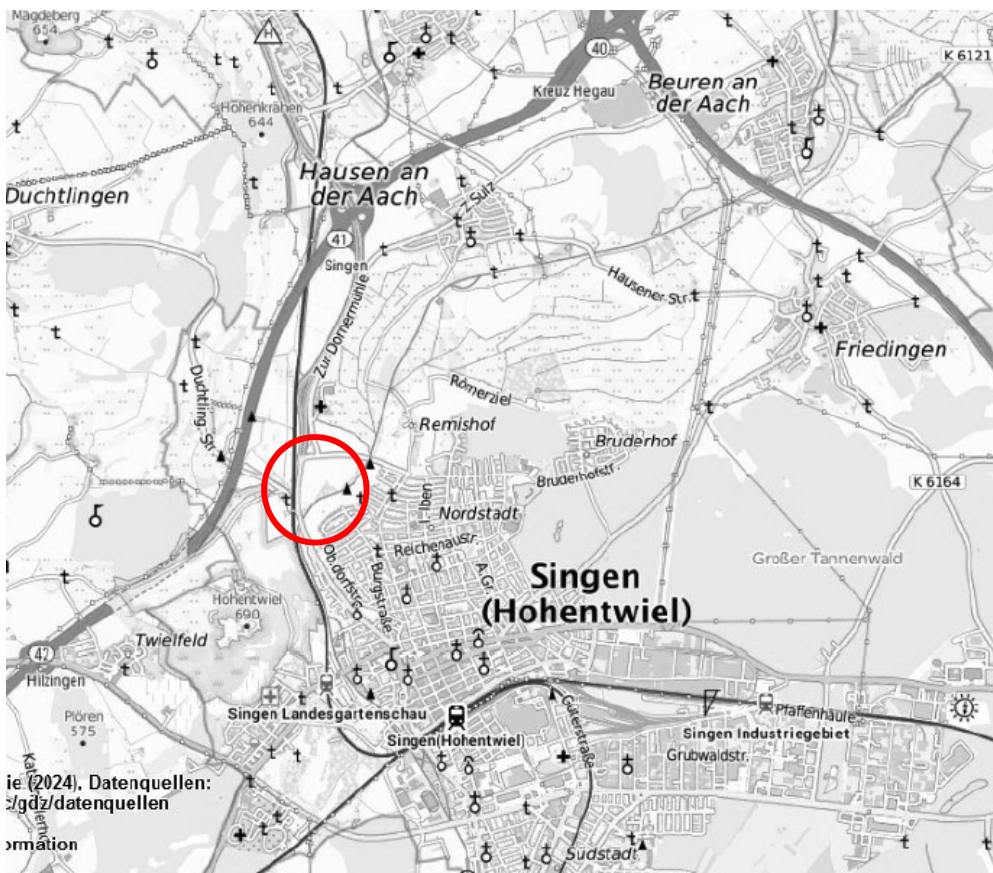 Magdeberg
654
H
40
K 6121
Beuren an
der Aach
Kreuz Hegau
Hohenkrähen
644
Hausen an
der Aach
Duchtlingen
z. Sulz
41
Singen
Hausener Str.
Zur Dornermühle
Friedingen
Duchtling. Str.
Römerziel
Remishof
Bruderhof
Bruderhofstr.
K 6164
I. Iben
Nordstadt
Reichenaustr.
Großer Tannenwald
Ob.dorfstr.
Burgstraße
A.Gr.
Singen
(Hohentwiel)
Hohentwiel
690
Twielfeld
42
Hilzingen
Singen Landesgartenschau
Plören
575
Singen(Hohentwiel)
Güterstraße
Pfaffenhäule
Singen Industriegebiet
Grubwaldstr.
ie (2024), Datenquellen:
c/gdz/datenquellen
ormation
Südstadt